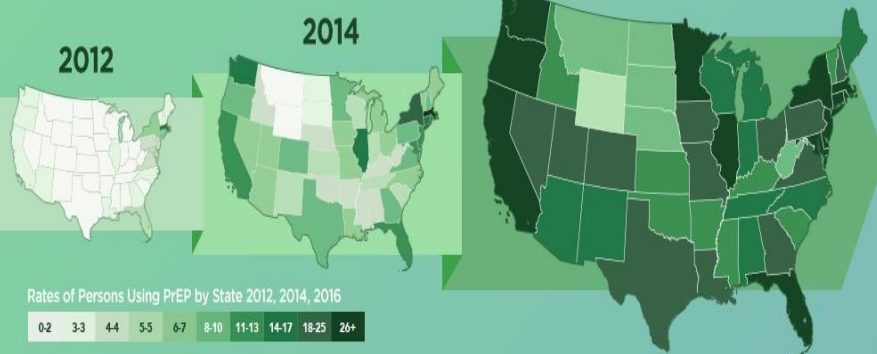 2012
2014
Rates of Persons Using PrEP by State 2012, 2014, 2016
0-2 3-3 4-4 5-5 6-7 8-10 11-13 14-17 18-25 26+